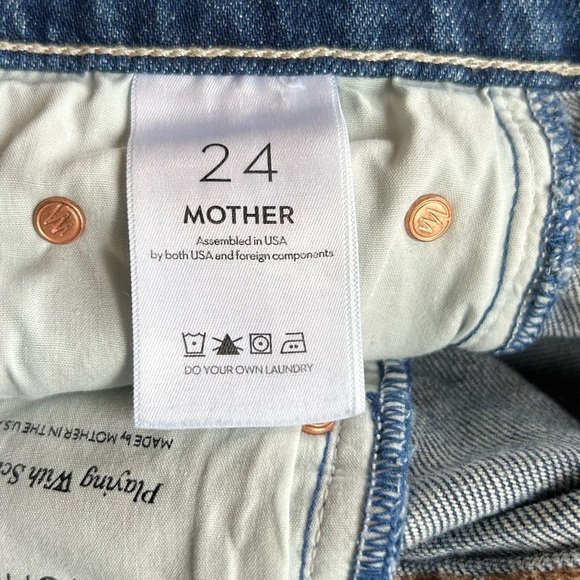 24
MOTHER
Assembled in USA
by both USA and foreign components
DO YOUR OWN LAUNDRY
MADE by MOTHER IN THE U.S.
Playing With